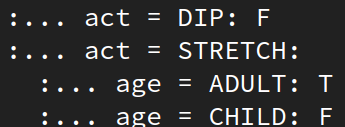 :... act = DIP: F
:... act = STRETCH:
  :... age = ADULT: T
  :... age = CHILD: F